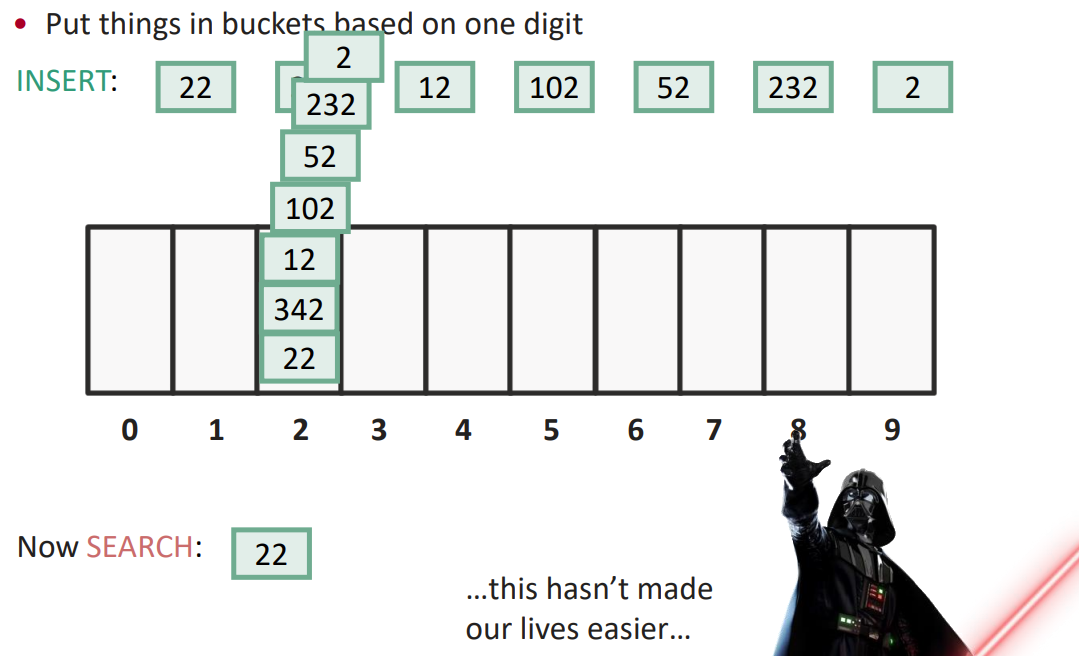 • Put things in buckets based on one digit
2
INSERT: 22 12 102 52 232 2
232
52
102
12
342
22
0 1 2 3 4 5 6 7 8 9
Now SEARCH: 22
...this hasn't made
our lives easier...